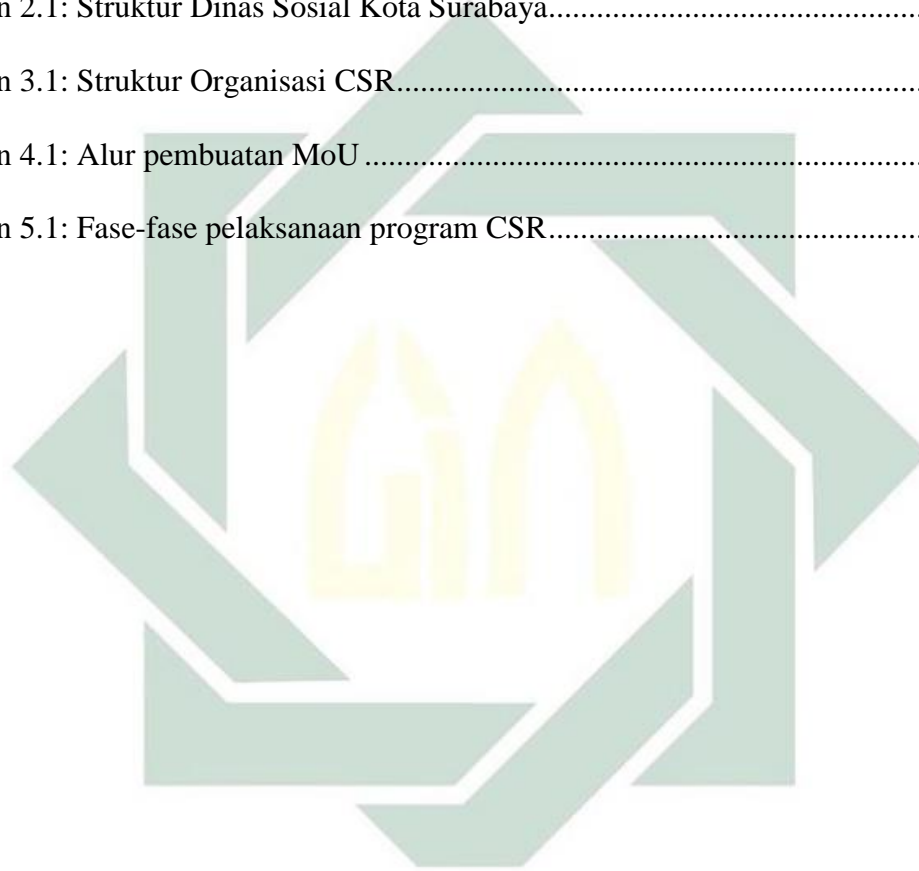 n 2.1: Struktur Dinas Sosial Kota Surabaya........................................
n 3.1: Struktur Organisasi CSR.............................................................
n 4.1: Alur pembuatan MoU.................................................................
n 5.1: Fase-fase pelaksanaan program CSR..........................................